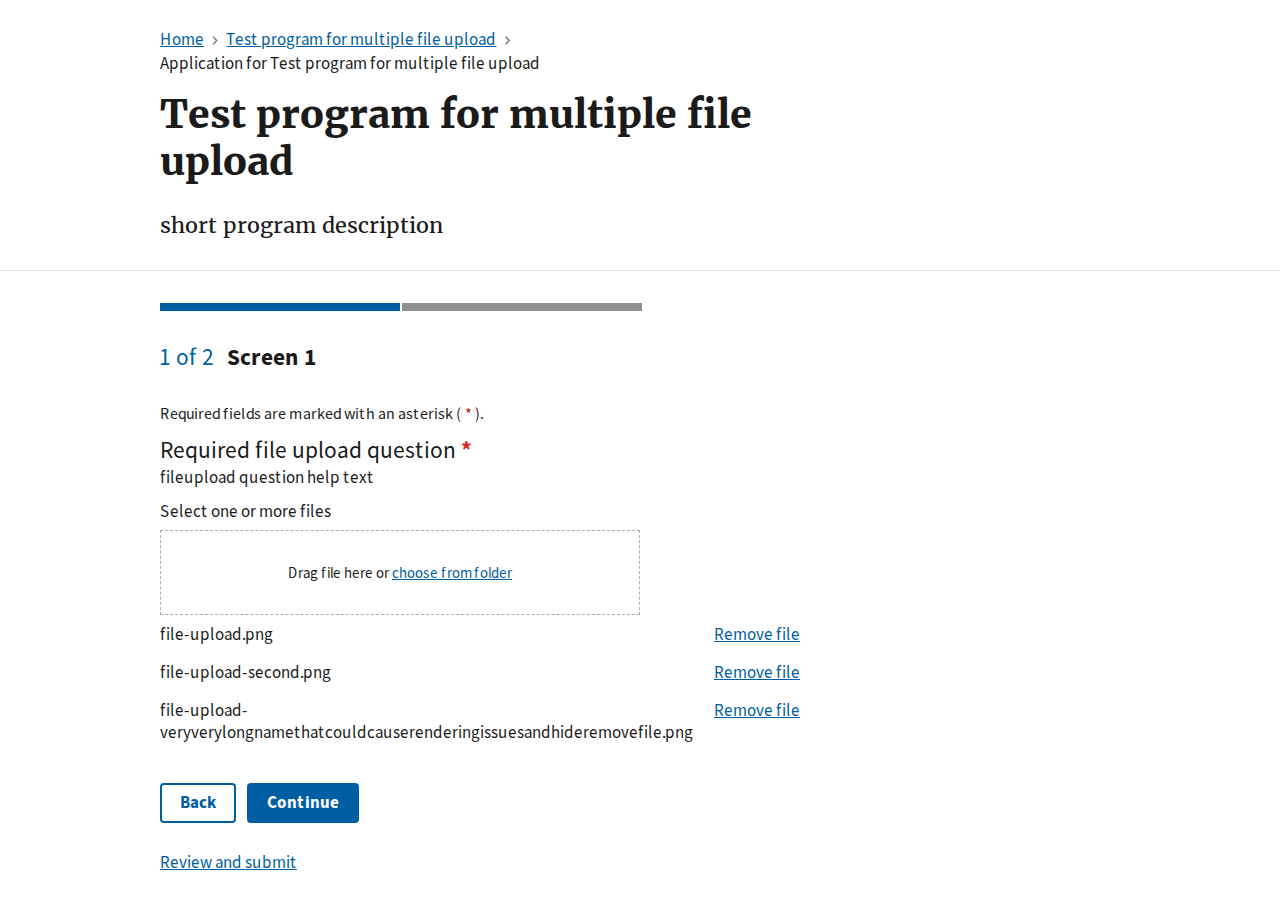 Home > Test program for multiple file upload >
Application for Test program for multiple file upload
Test program for multiple file
upload
short program description
1 of 2 Screen 1
Required fields are marked with an asterisk ( * ).
Required file upload question *
fileupload question help text
Select one or more files
Drag file here or choose from folder
file-upload.png Remove file
file-upload-second.png Remove file
file-upload- Remove file
veryverylongnamethatcouldcauserenderingissuesandhideremovefile.png
Back Continue
Review and submit